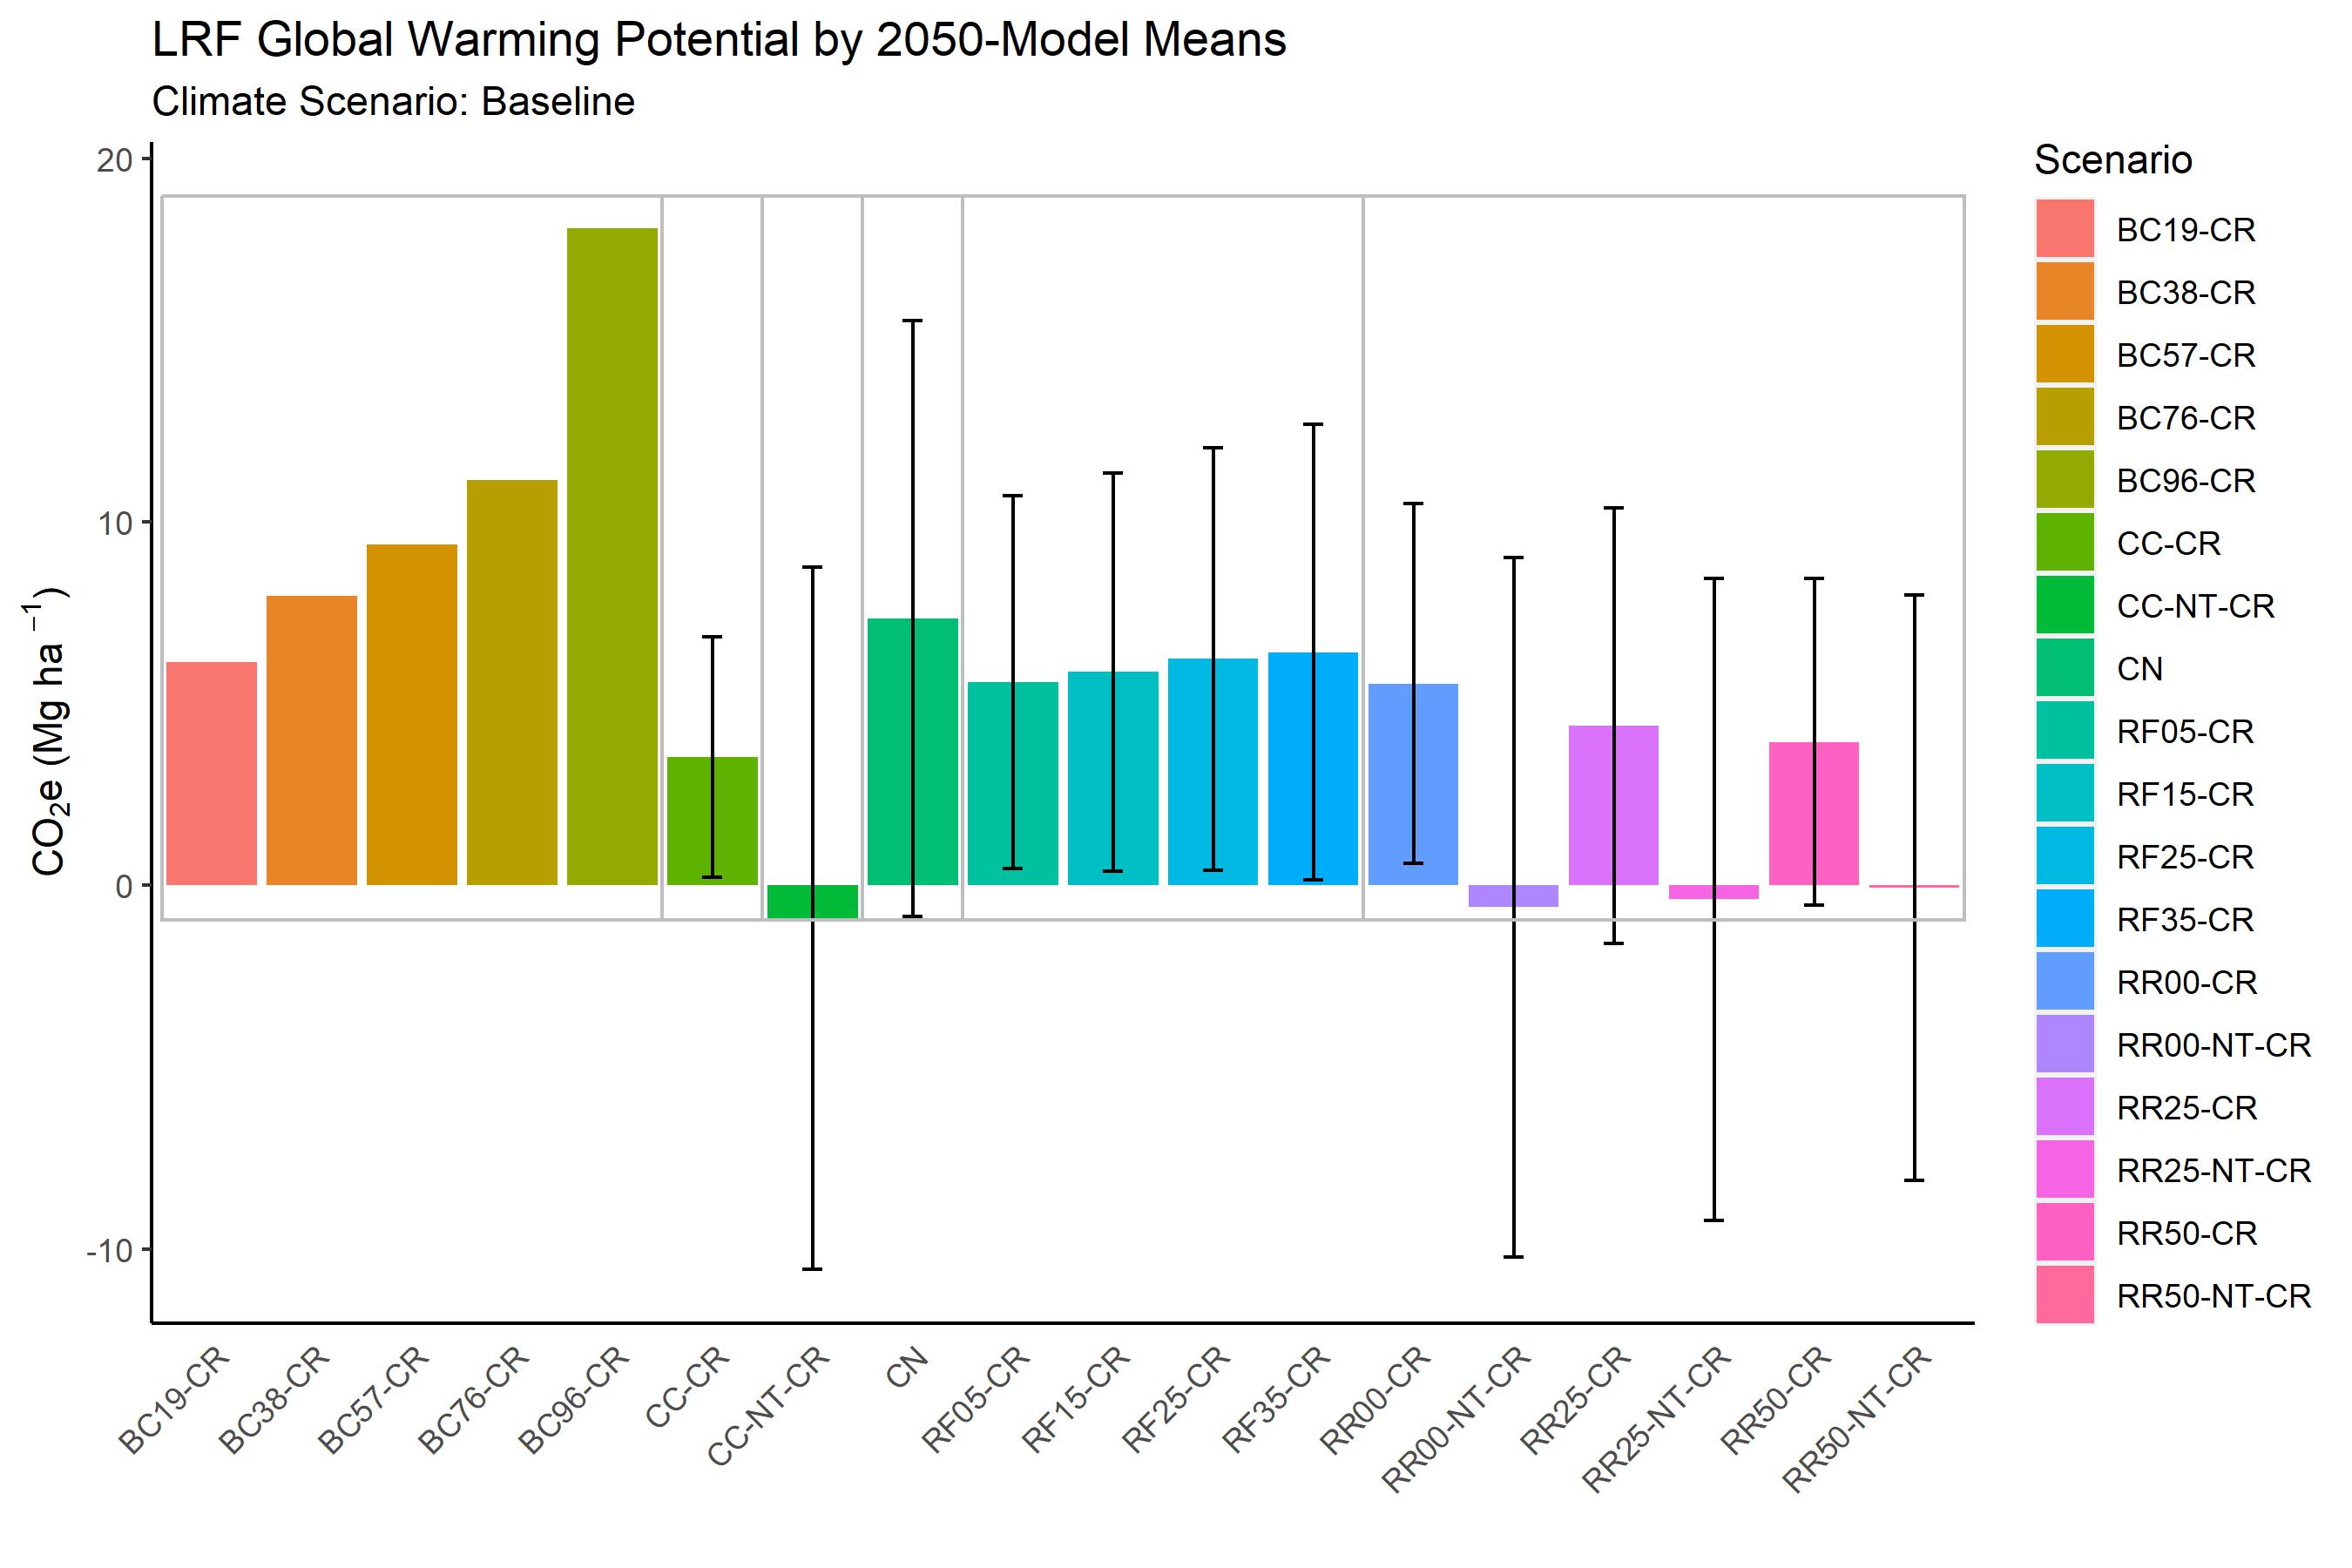 LRF Global Warming Potential by 2050-Model Means
Climate Scenario: Baseline
CO₂e (Mg ha ⁻¹)
20
10
0
-10
BC19-CR
BC38-CR
BC57-CR
BC76-CR
BC96-CR
CC-CR
CC-NT-CR
CN
RF05-CR
RF15-CR
RF25-CR
RF35-CR
RR00-CR
RR00-NT-CR
RR25-CR
RR25-NT-CR
RR50-CR
RR50-NT-CR
Scenario
BC19-CR
BC38-CR
BC57-CR
BC76-CR
BC96-CR
CC-CR
CC-NT-CR
CN
RF05-CR
RF15-CR
RF25-CR
RF35-CR
RR00-CR
RR00-NT-CR
RR25-CR
RR25-NT-CR
RR50-CR
RR50-NT-CR